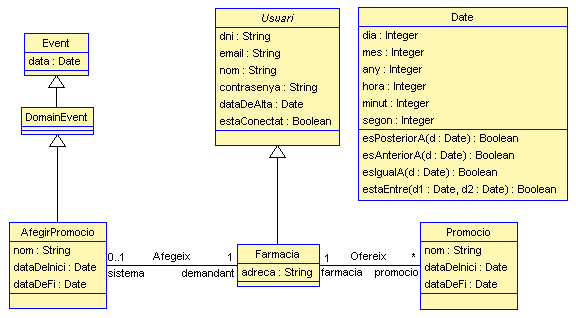 Event
data : Date
DomainEvent
Usuari
dni : String
email : String
nom : String
contrasenya : String
dataDeAlta : Date
estaConectat : Boolean
Date
dia : Integer
mes : Integer
any : Integer
hora : Integer
minut : Integer
segon : Integer
esPosteriorA(d : Date) : Boolean
esAnteriorA(d : Date) : Boolean
esIgualA(d : Date) : Boolean
estaEntre(d1 : Date, d2 : Date) : Boolean
AfegirPromocio
nom : String
dataDeInici : Date
dataDeFi : Date
0..1 Afegeix 1
sistema demandant
Farmacia
adreca : String
1 Ofereix *
farmacia promocio
Promocio
nom : String
dataDeInici : Date
dataDeFi : Date